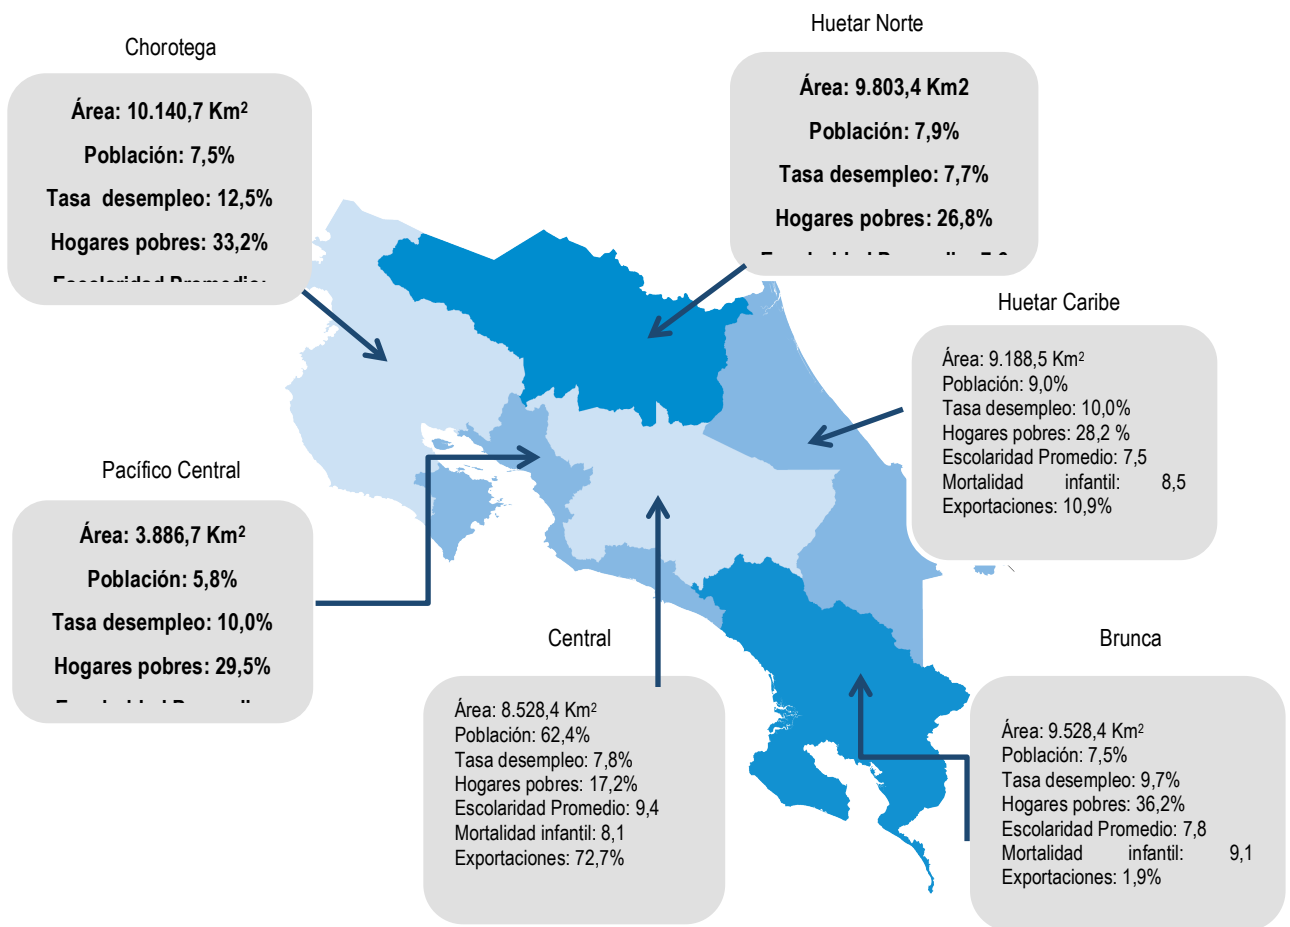 Chorotega
Área: 10.140,7 Km²
Población: 7,5%
Tasa desempleo: 12,5%
Hogares pobres: 33,2%
Escolaridad Promedio:
Huetar Norte
Área: 9.803,4 Km2
Población: 7,9%
Tasa desempleo: 7,7%
Hogares pobres: 26,8%
Huetar Caribe
Área: 9.188,5 Km²
Población: 9,0%
Tasa desempleo: 10,0%
Hogares pobres: 28,2 %
Escolaridad Promedio: 7,5
Mortalidad infantil: 8,5
Exportaciones: 10,9%
Pacífico Central
Área: 3.886,7 Km²
Población: 5,8%
Tasa desempleo: 10,0%
Hogares pobres: 29,5%
Central
Área: 8.528,4 Km²
Población: 62,4%
Tasa desempleo: 7,8%
Hogares pobres: 17,2%
Escolaridad Promedio: 9,4
Mortalidad infantil: 8,1
Exportaciones: 72,7%
Brunca
Área: 9.528,4 Km²
Población: 7,5%
Tasa desempleo: 9,7%
Hogares pobres: 36,2%
Escolaridad Promedio: 7,8
Mortalidad infantil: 9,1
Exportaciones: 1,9%